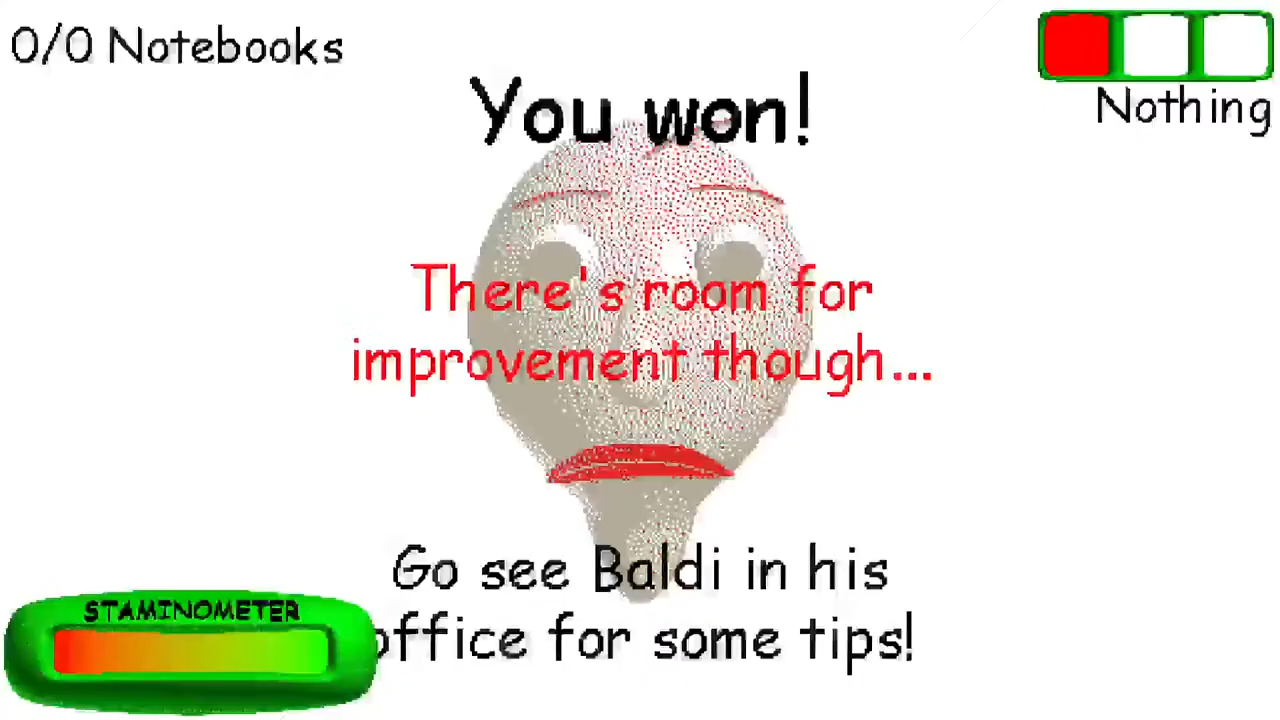 0/0 Notebooks
You won!
Nothing
There's room for
improvement though...
Go see Baldi in his
office for some tips!
STAMINOMETER